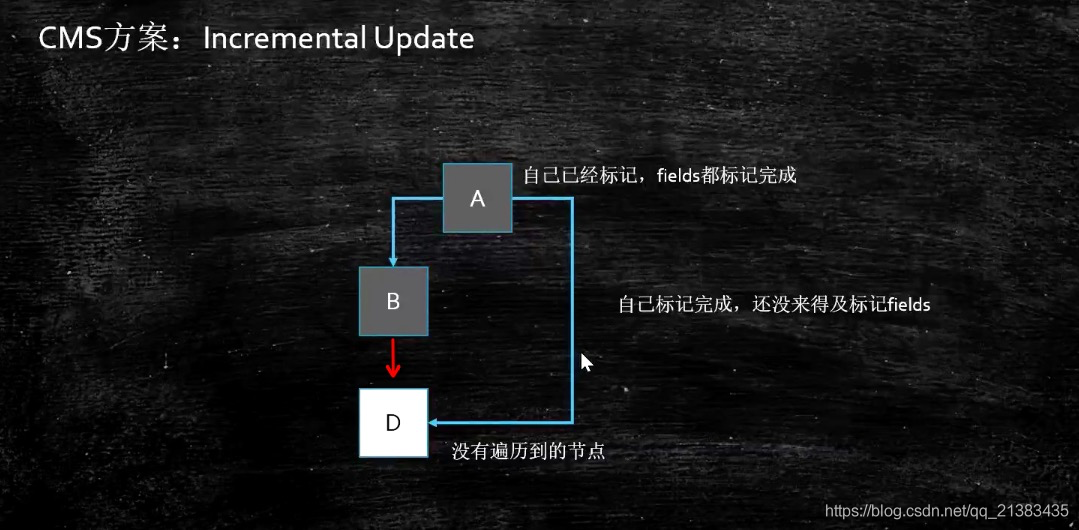 CMS方案：Incremental Update
A
自己已经标记，fields都标记完成
B
自己标记完成，还没来得及标记fields
D
没有遍历到的节点
https://blog.csdn.net/qq_21383435